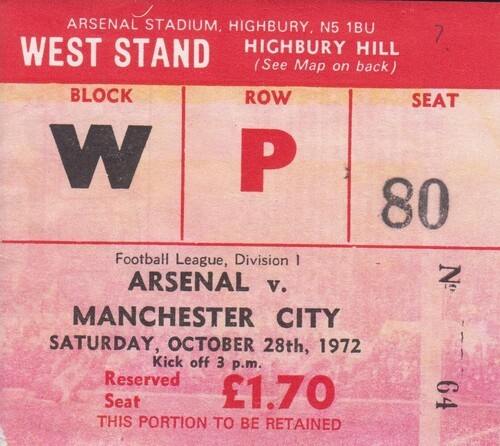 ARSENAL STADIUM, HIGHBURY, N5 1BU
WEST STAND
HIGHBURY HILL
(See Map on back)
BLOCK ROW SEAT
W P 80
Football League, Division 1
ARSENAL v.
MANCHESTER CITY
SATURDAY, OCTOBER 28th, 1972
Kick off 3 p.m.
Reserved Seat £1.70
THIS PORTION TO BE RETAINED
No 64